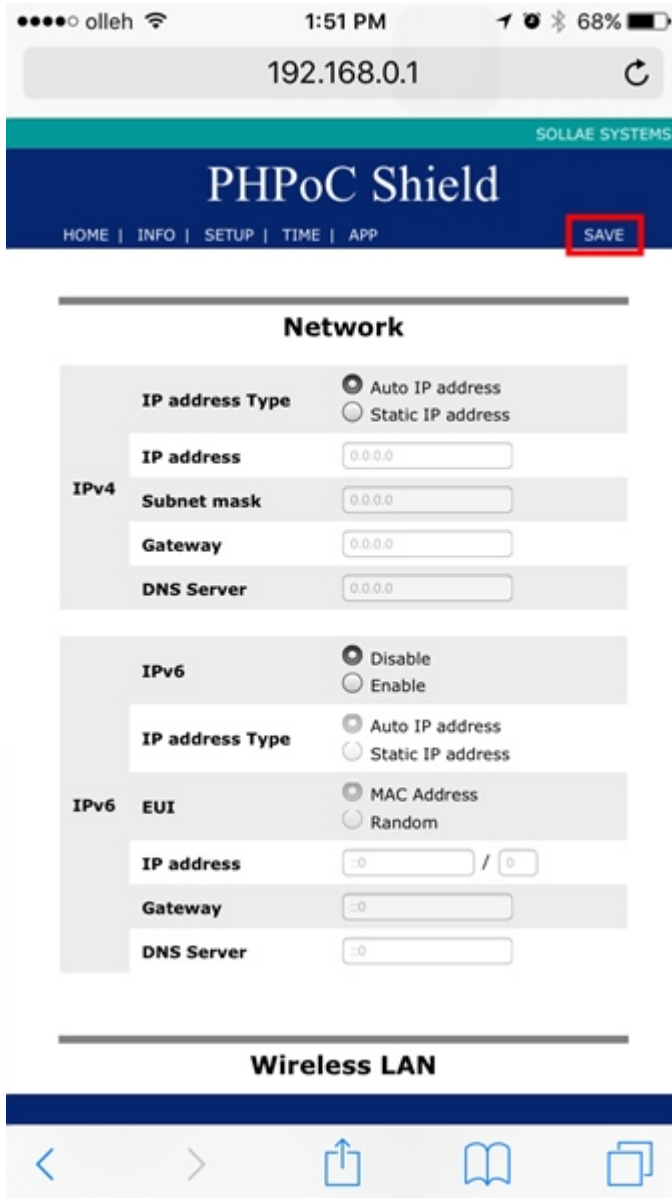 olleh 1:51 PM 68%
192.168.0.1
SOLLAE SYSTEMS
PHPoC Shield
HOME | INFO | SETUP | TIME | APP SAVE
Network
IPv4
IP address Type Auto IP address
Static IP address
IP address 0.0.0.0
Subnet mask 0.0.0.0
Gateway 0.0.0.0
DNS Server 0.0.0.0
IPv6
IPv6 Disable
Enable
IP address Type Auto IP address
Static IP address
EUI MAC Address
Random
IP address ::0 / 0
Gateway ::0
DNS Server ::0
Wireless LAN